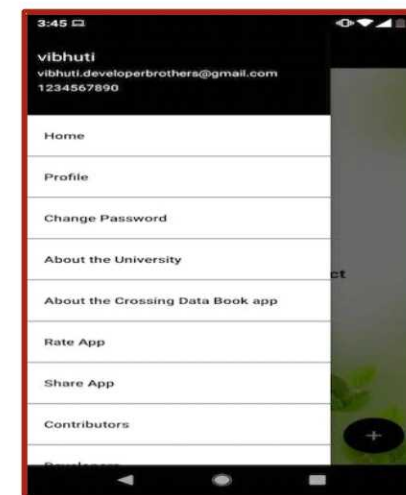 3:45
vibhuti
vibhuti.developerbrothers@gmail.com
1234567890
Home
Profile
Change Password
About the University
ct
About the Crossing Data Book app
Rate App
Share App
Contributors
+
Developers